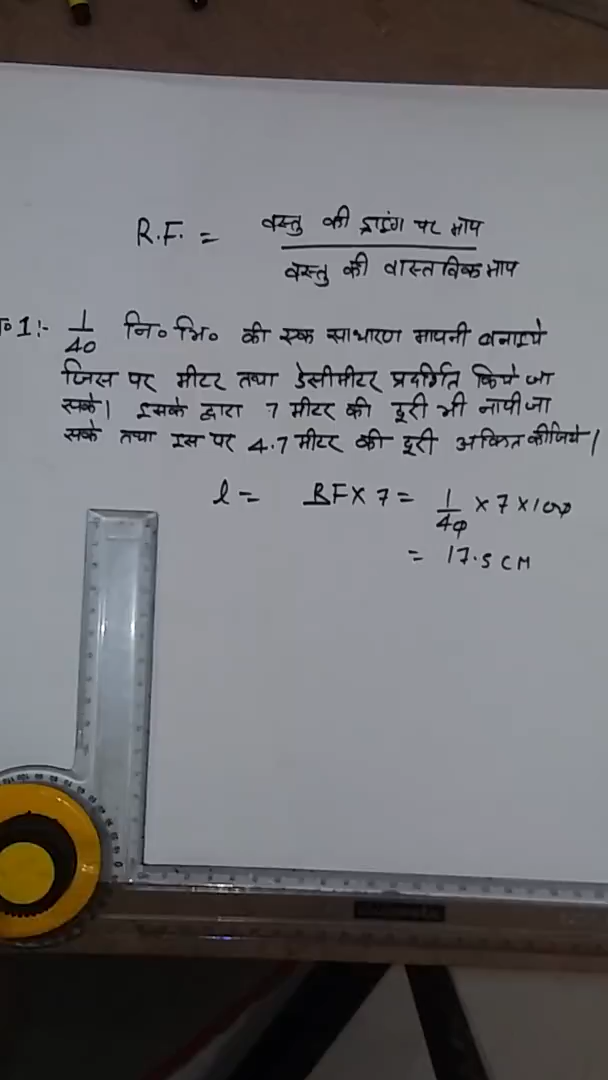 R.F. = वस्तु की ड्राइंग पर माप
वस्तु की वास्तविक माप
1:- 1/40 नि० भि० की एक साधारण मापनी बनाइये
जिस पर मीटर तथा डेसीमीटर प्रदर्शित किये जा
सके। इसके द्वारा 7 मीटर की दूरी भी नापी जा
सके तथा इस पर 4.7 मीटर की दूरी अंकित कीजिये।
l = RF × 7 = 1/40 × 7 × 100
= 17.5 CM